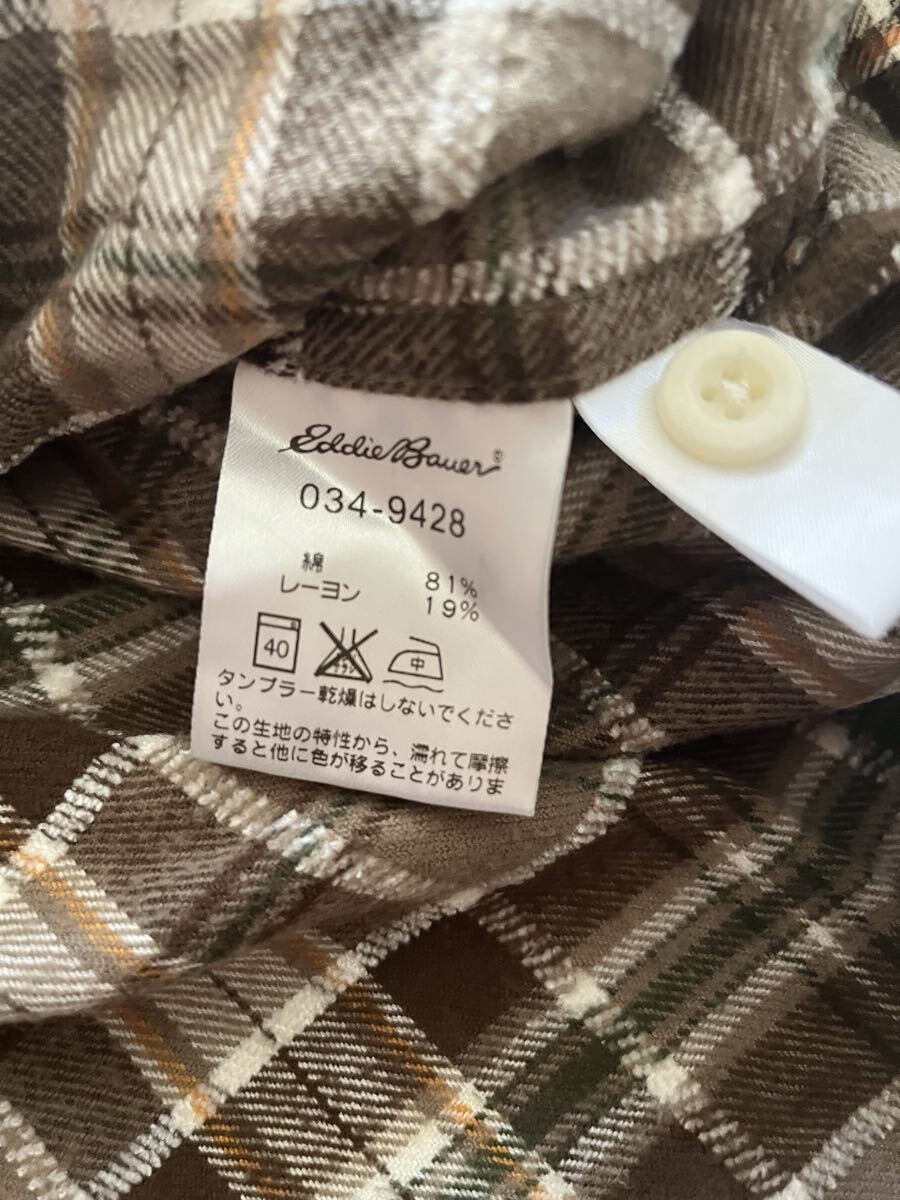 Eddie Bauer®
034-9428
綿 81%
レーヨン 19%
40
中
タンブラー乾燥はしないでくださ
い。
この生地の特性から、濡れて摩擦
すると他に色が移ることがありま